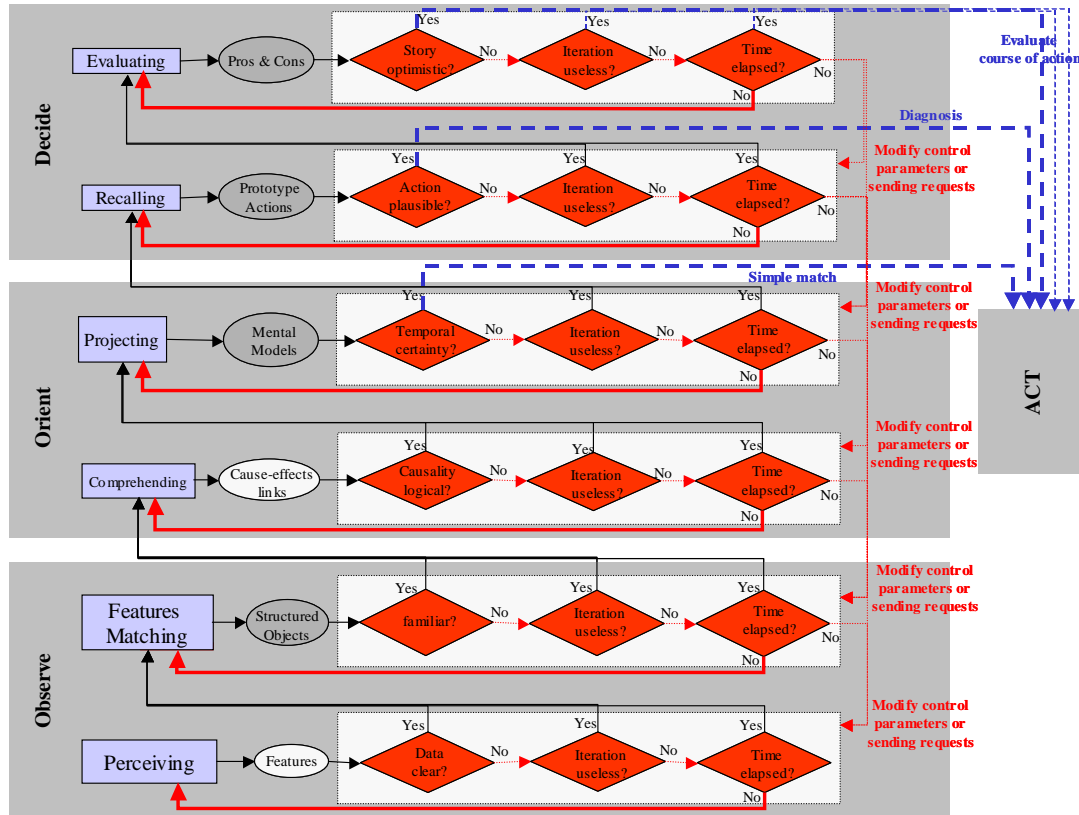 Yes
Yes
Yes
Evaluate
course of action
Evaluating
Pros & Cons
Story
optimistic?
No
Iteration
useless?
No
Time
elapsed?
No
No
Decide
Diagnosis
Modify control
parameters or
sending requests
Yes
Yes
Yes
Recalling
Prototype
Actions
Action
plausible?
No
Iteration
useless?
No
Time
elapsed?
No
No
Simple match
Modify control
parameters or
sending requests
Yes
Yes
Yes
Projecting
Mental
Models
Temporal
certainty?
No
Iteration
useless?
No
Time
elapsed?
No
No
ACT
Orient
Modify control
parameters or
sending requests
Yes
Yes
Yes
Comprehending
Cause-effects
links
Causality
logical?
No
Iteration
useless?
No
Time
elapsed?
No
No
Modify control
parameters or
sending requests
Yes
Yes
Yes
Features
Matching
Structured
Objects
familiar?
No
Iteration
useless?
No
Time
elapsed?
No
No
Observe
Modify control
parameters or
sending requests
Yes
Yes
Yes
Perceiving
Features
Data
clear?
No
Iteration
useless?
No
Time
elapsed?
No